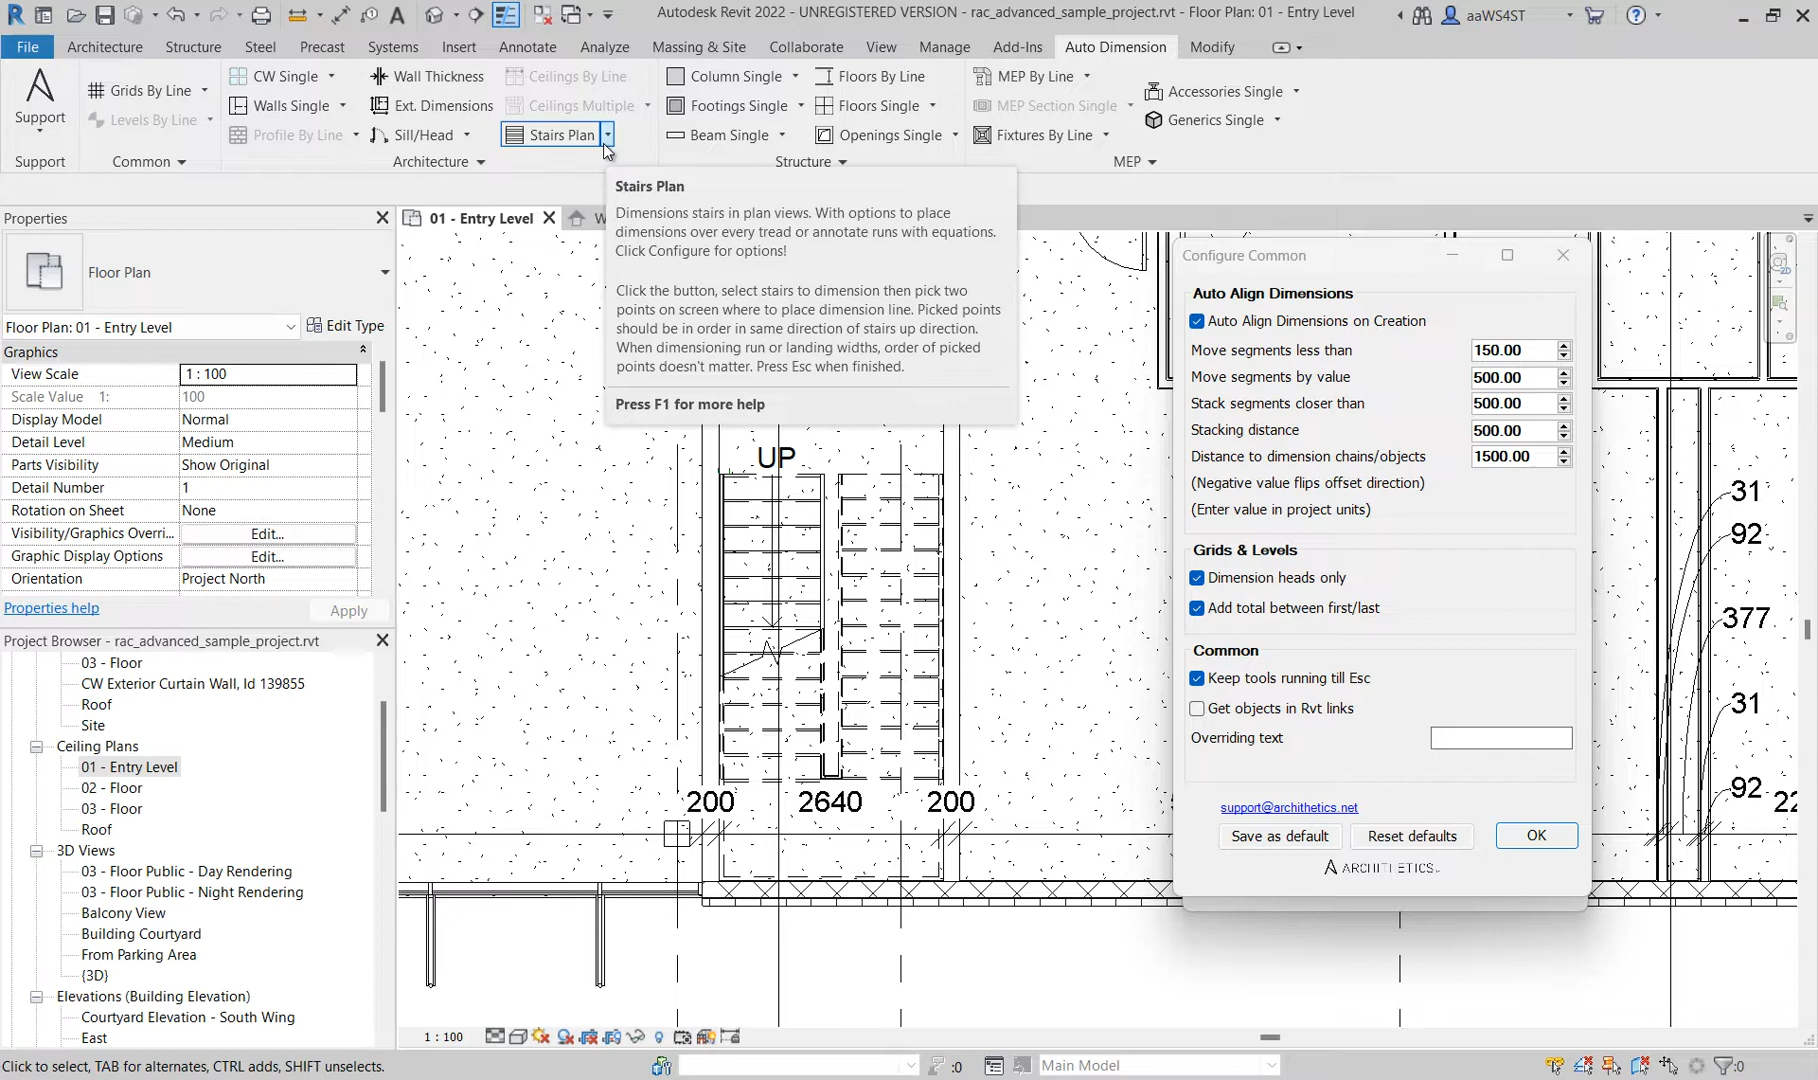 Autodesk Revit 2022 - UNREGISTERED VERSION - rac_advanced_sample_project.rvt - Floor Plan: 01 - Entry Level
aaWS4ST
File Architecture Structure Steel Precast Systems Insert Annotate Analyze Massing & Site Collaborate View Manage Add-Ins Auto Dimension Modify
Support
Support
Grids By Line
Levels By Line
Common
CW Single
Walls Single
Profile By Line
Wall Thickness
Ext. Dimensions
Sill/Head
Ceilings By Line
Ceilings Multiple
Stairs Plan
Architecture
Column Single
Footings Single
Beam Single
Floors By Line
Floors Single
Openings Single
Structure
MEP By Line
MEP Section Single
Fixtures By Line
Accessories Single
Generics Single
MEP
Stairs Plan
Dimensions stairs in plan views. With options to place
dimensions over every tread or annotate runs with equations.
Click Configure for options!
Click the button, select stairs to dimension then pick two
points on screen where to place dimension line. Picked points
should be in order in same direction of stairs up direction.
When dimensioning run or landing widths, order of picked
points doesn't matter. Press Esc when finished.
Press F1 for more help
Properties
Floor Plan
Floor Plan: 01 - Entry Level
Edit Type
Graphics
View Scale 1 : 100
Scale Value 1: 100
Display Model Normal
Detail Level Medium
Parts Visibility Show Original
Detail Number 1
Rotation on Sheet None
Visibility/Graphics Overri... Edit...
Graphic Display Options Edit...
Orientation Project North
Properties help
Apply
Project Browser - rac_advanced_sample_project.rvt
03 - Floor
CW Exterior Curtain Wall, Id 139855
Roof
Site
Ceiling Plans
01 - Entry Level
02 - Floor
03 - Floor
Roof
3D Views
03 - Floor Public - Day Rendering
03 - Floor Public - Night Rendering
Balcony View
Building Courtyard
From Parking Area
{3D}
Elevations (Building Elevation)
Courtyard Elevation - South Wing
East
01 - Entry Level
W
UP
200
2640
200
31
92
377
31
92
22
Configure Common
Auto Align Dimensions
Auto Align Dimensions on Creation
Move segments less than 150.00
Move segments by value 500.00
Stack segments closer than 500.00
Stacking distance 500.00
Distance to dimension chains/objects 1500.00
(Negative value flips offset direction)
(Enter value in project units)
Grids & Levels
Dimension heads only
Add total between first/last
Common
Keep tools running till Esc
Get objects in Rvt links
Overriding text
support@archithetics.net
Save as default Reset defaults OK
ARCHITHETICS
2D
1 : 100
Click to select, TAB for alternates, CTRL adds, SHIFT unselects.
:0
Main Model
:0